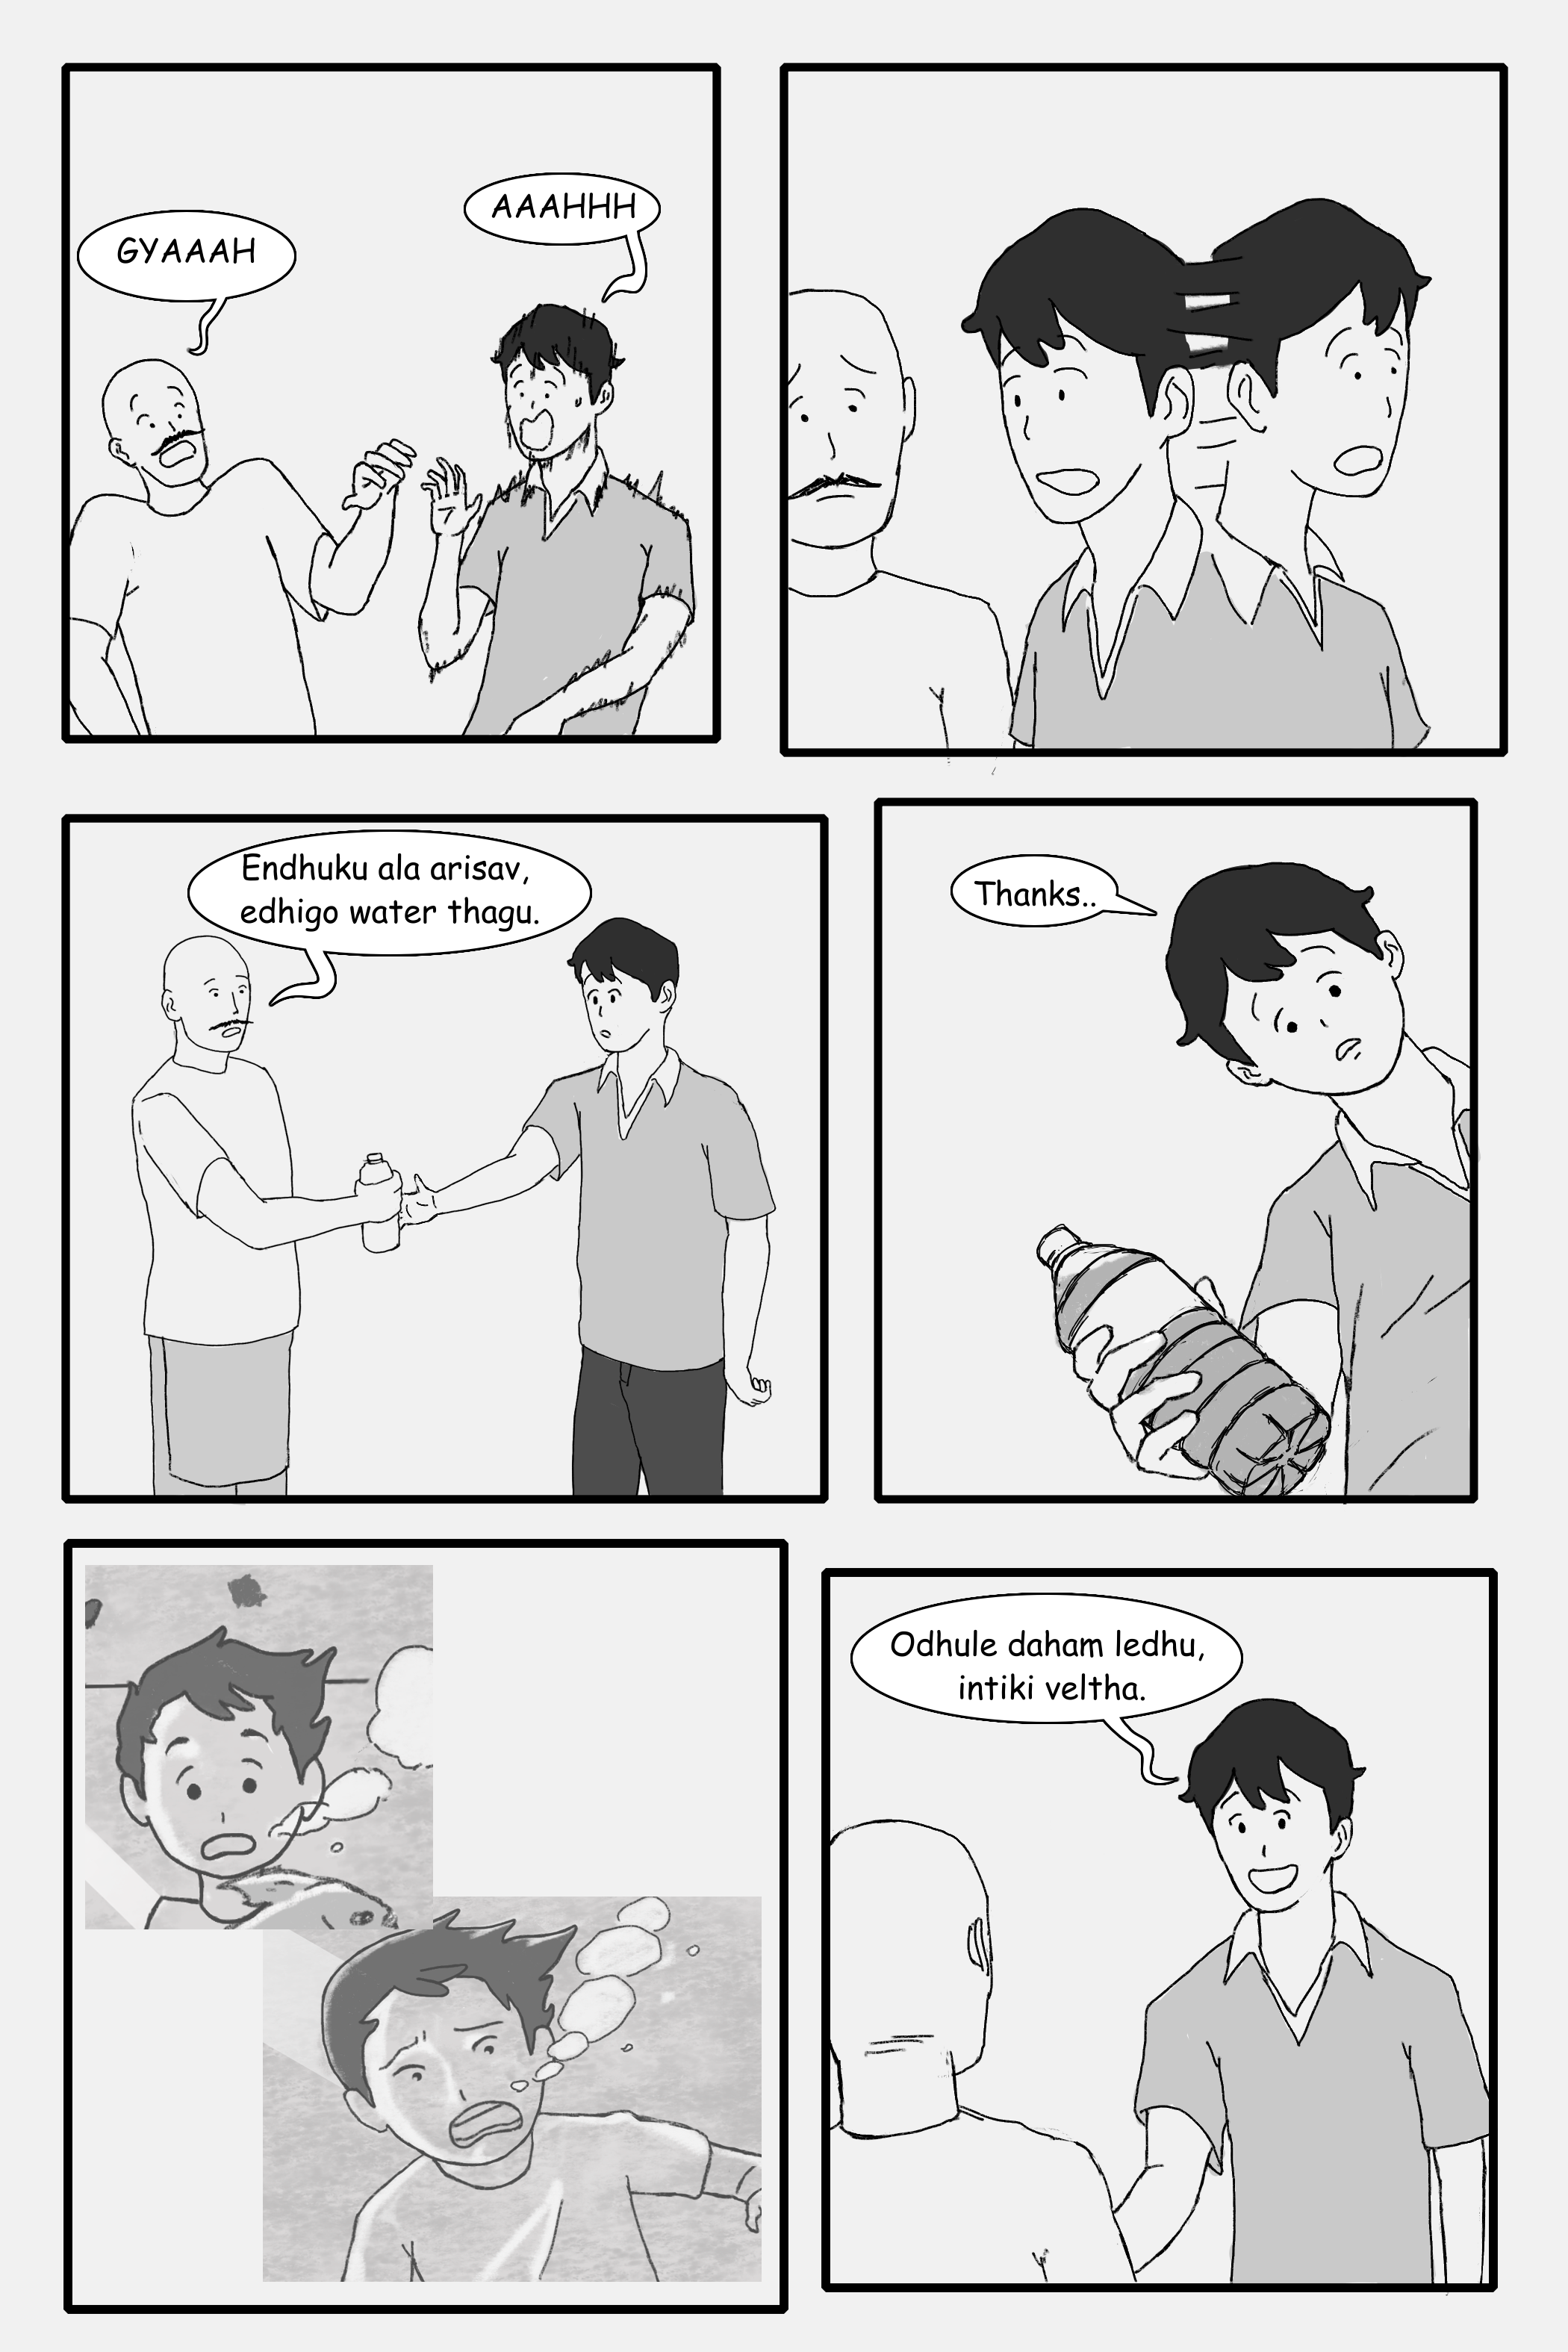 GYAAAH
AAAHHH
Endhuku ala arisav,
edhigo water thagu.
Thanks..
Odhule daham ledhu,
intiki veltha.